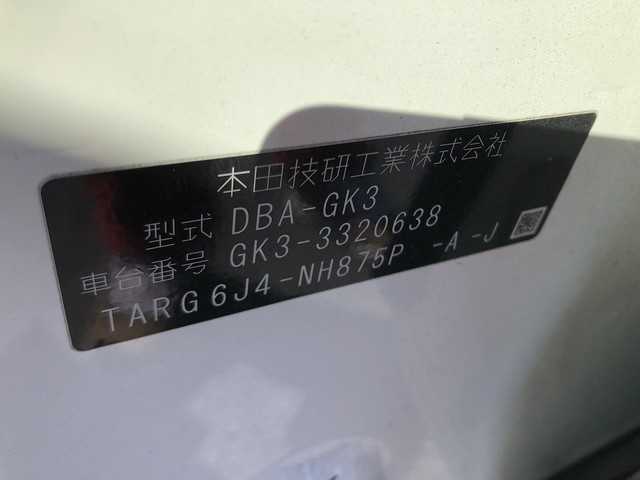 本田技研工業株式会社
型式 DBA-GK3
車台番号 GK3-3320638
TARG6J4-NH875P -A -J